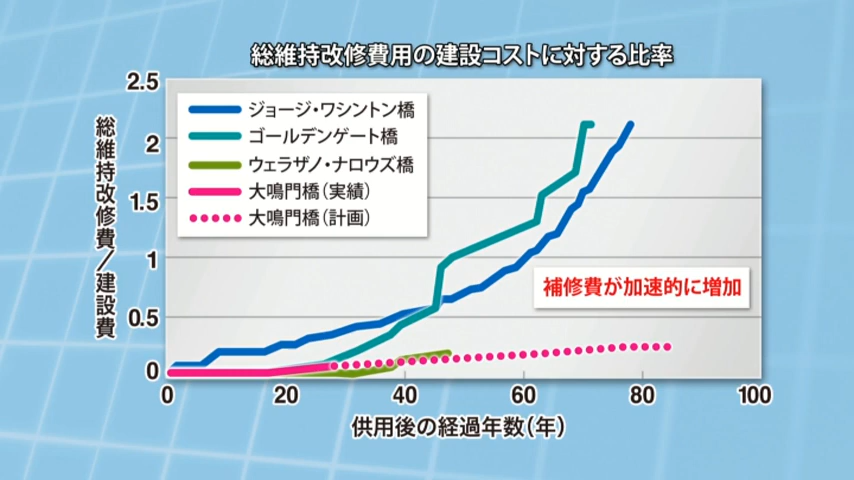 総維持改修費用の建設コストに対する比率
総維持改修費/建設費
2.5
2
1.5
1
0.5
0
ジョージ・ワシントン橋
ゴールデンゲート橋
ウェラザノ・ナロウズ橋
大鳴門橋(実績)
大鳴門橋(計画)
補修費が加速的に増加
0 20 40 60 80 100
供用後の経過年数(年)